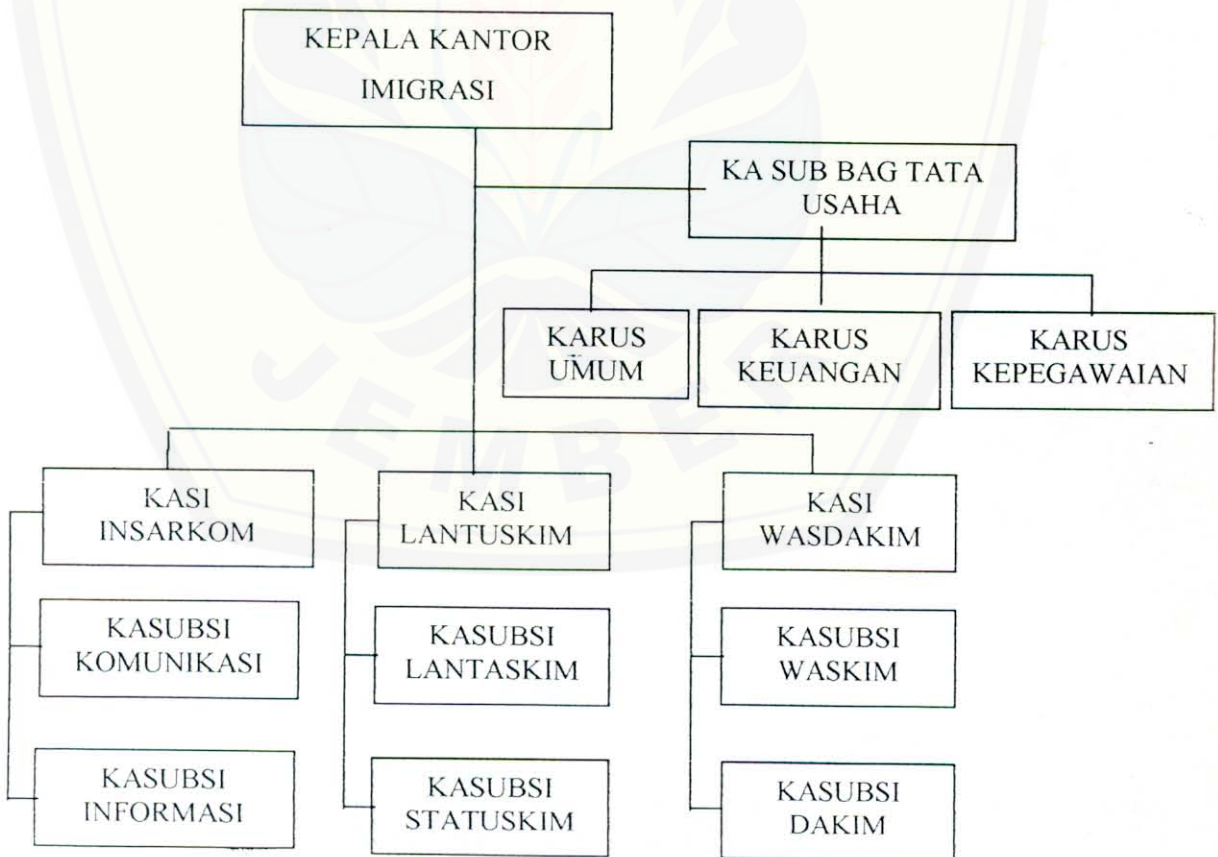 KEPALA KANTOR
IMIGRASI
KA SUB BAG TATA
USAHA
KARUS
UMUM
KARUS
KEUANGAN
KARUS
KEPEGAWAIAN
JEMBER
KASI
INSARKOM
KASI
LANTUSKIM
KASI
WASDAKIM
KASUBSI
KOMUNIKASI
KASUBSI
LANTASKIM
KASUBSI
WASKIM
KASUBSI
INFORMASI
KASUBSI
STATUSKIM
KASUBSI
DAKIM